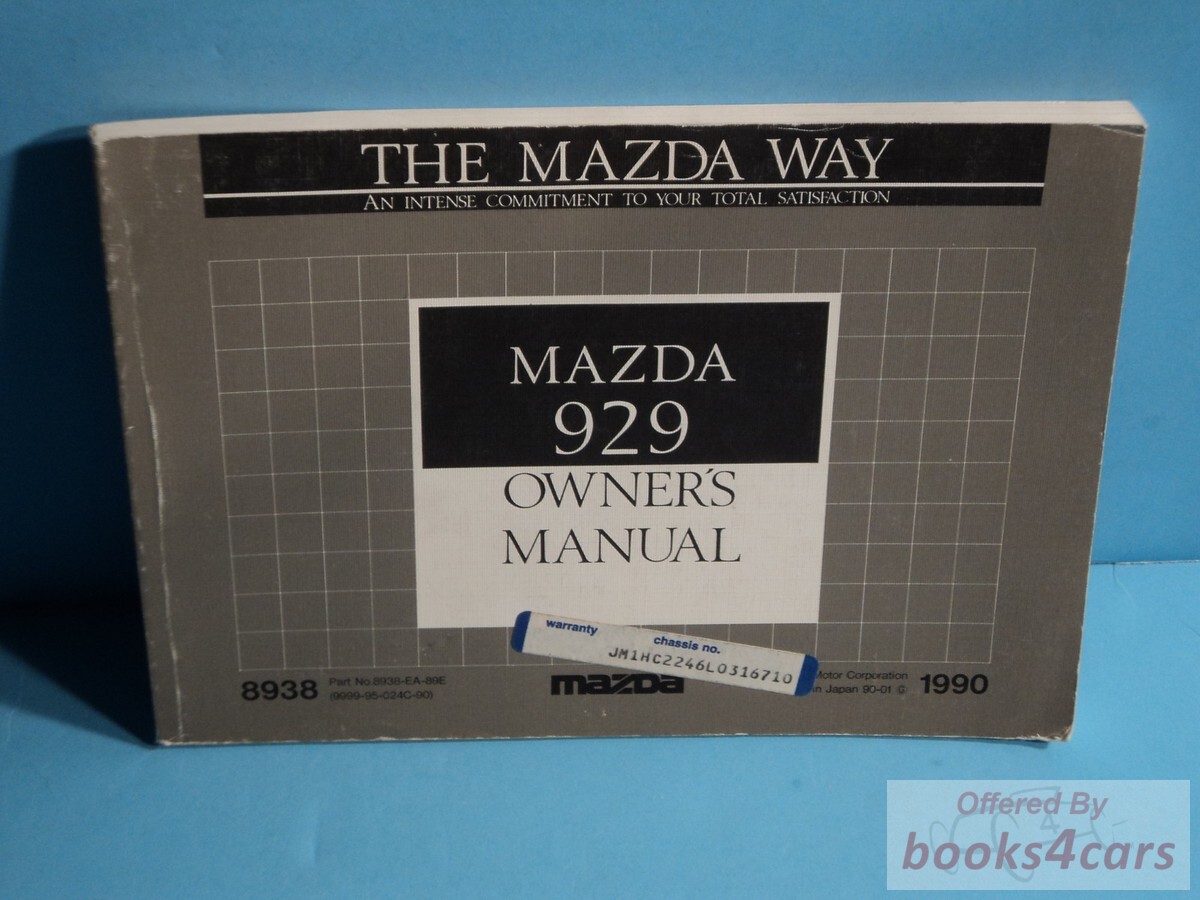 THE MAZDA WAY
AN INTENSE COMMITMENT TO YOUR TOTAL SATISFACTION
MAZDA
929
OWNER'S
MANUAL
warranty
chassis no.
JM1HC2246L0316710
8938
Part No.8938-EA-89E
(9999-95-024C-90)
mazda
Motor Corporation
in Japan 90-01 ©
1990
Offered By
books4cars